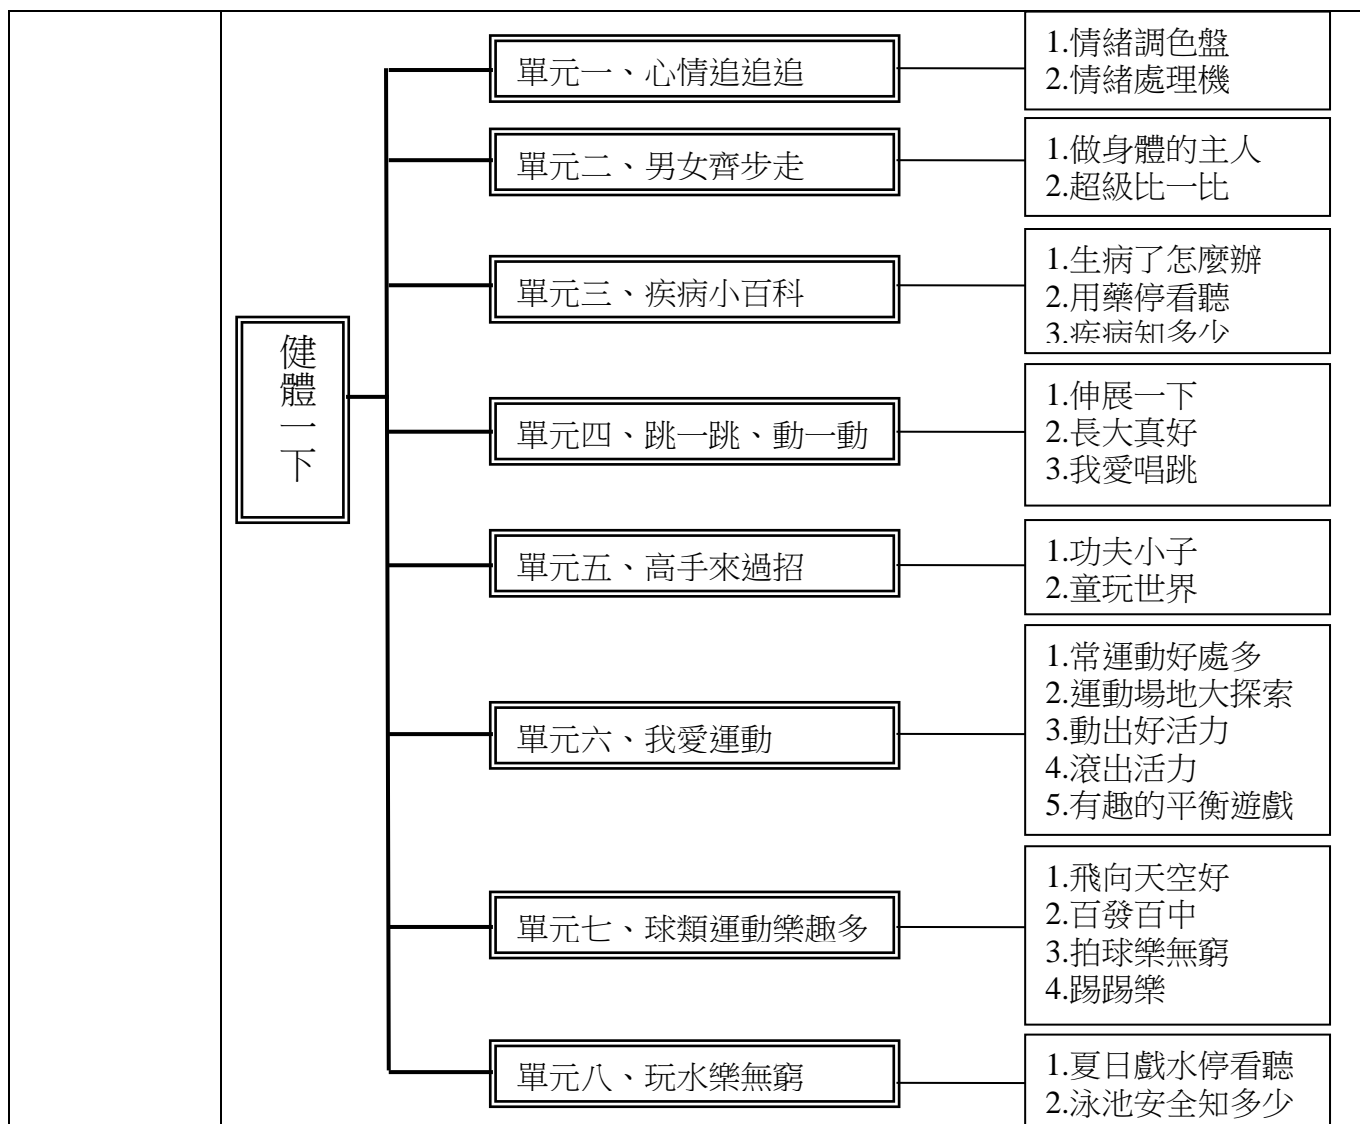 健體一下
單元一、心情追追追
1.情緒調色盤
2.情緒處理機
單元二、男女齊步走
1.做身體的主人
2.超級比一比
單元三、疾病小百科
1.生病了怎麼辦
2.用藥停看聽
3.疾病知多少
單元四、跳一跳、動一動
1.伸展一下
2.長大真好
3.我愛唱跳
單元五、高手來過招
1.功夫小子
2.童玩世界
單元六、我愛運動
1.常運動好處多
2.運動場地大探索
3.動出好活力
4.滾出活力
5.有趣的平衡遊戲
單元七、球類運動樂趣多
1.飛向天空好
2.百發百中
3.拍球樂無窮
4.踢踢樂
單元八、玩水樂無窮
1.夏日戲水停看聽
2.泳池安全知多少